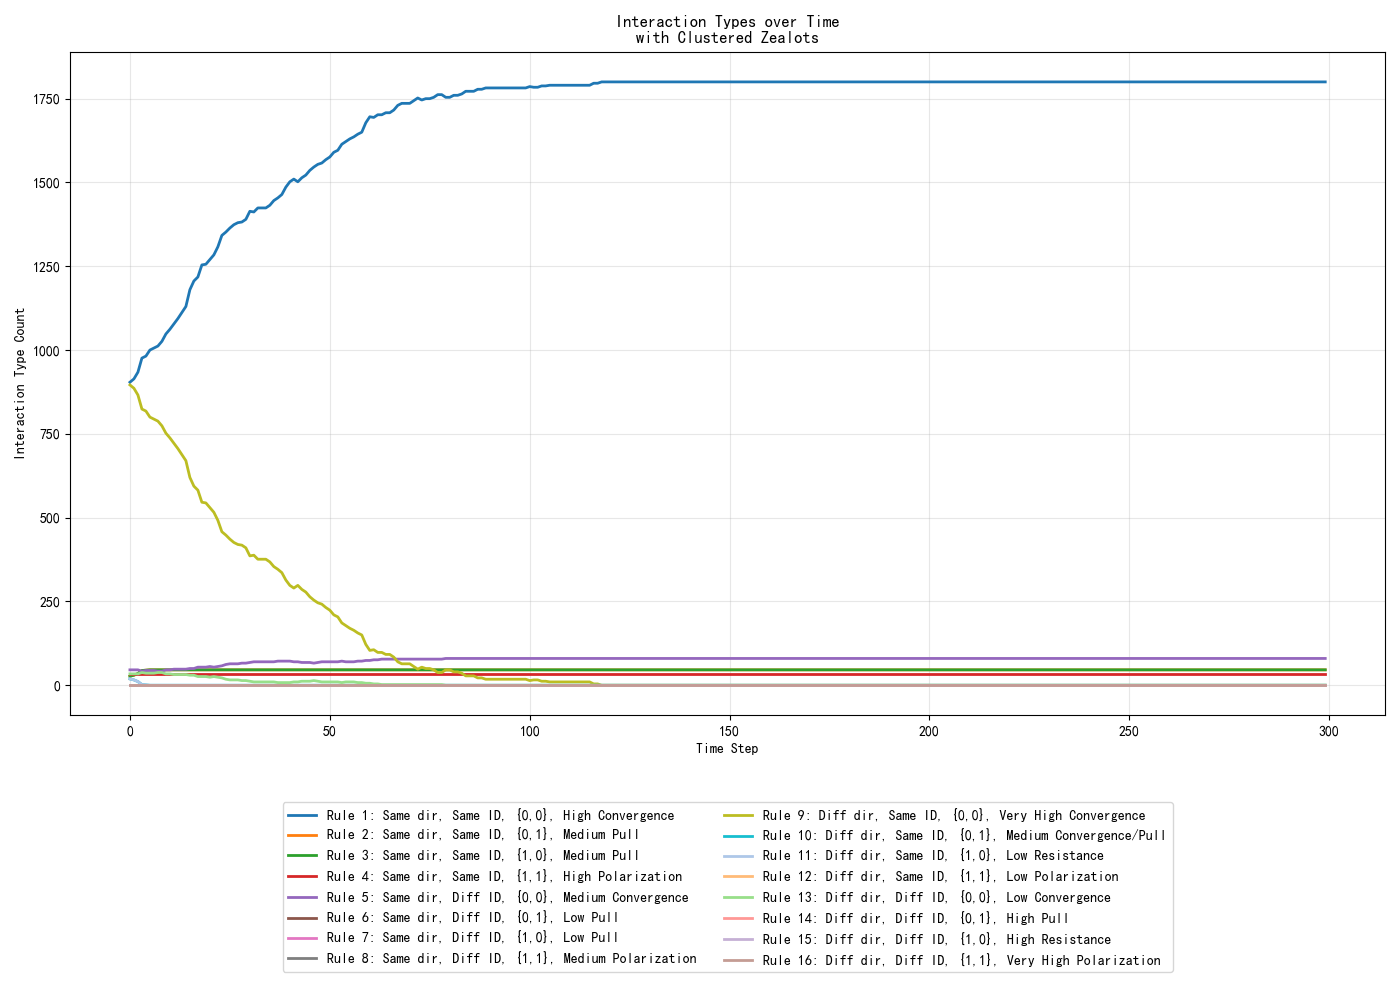 Interaction Types over Time
with Clustered Zealots
Interaction Type Count
1750
1500
1250
1000
750
500
250
0
0
50
100
150
200
250
300
Time Step
Rule 1: Same dir, Same ID, {0,0}, High Convergence
Rule 2: Same dir, Same ID, {0,1}, Medium Pull
Rule 3: Same dir, Same ID, {1,0}, Medium Pull
Rule 4: Same dir, Same ID, {1,1}, High Polarization
Rule 5: Same dir, Diff ID, {0,0}, Medium Convergence
Rule 6: Same dir, Diff ID, {0,1}, Low Pull
Rule 7: Same dir, Diff ID, {1,0}, Low Pull
Rule 8: Same dir, Diff ID, {1,1}, Medium Polarization
Rule 9: Diff dir, Same ID, {0,0}, Very High Convergence
Rule 10: Diff dir, Same ID, {0,1}, Medium Convergence/Pull
Rule 11: Diff dir, Same ID, {1,0}, Low Resistance
Rule 12: Diff dir, Same ID, {1,1}, Low Polarization
Rule 13: Diff dir, Diff ID, {0,0}, Low Convergence
Rule 14: Diff dir, Diff ID, {0,1}, High Pull
Rule 15: Diff dir, Diff ID, {1,0}, High Resistance
Rule 16: Diff dir, Diff ID, {1,1}, Very High Polarization